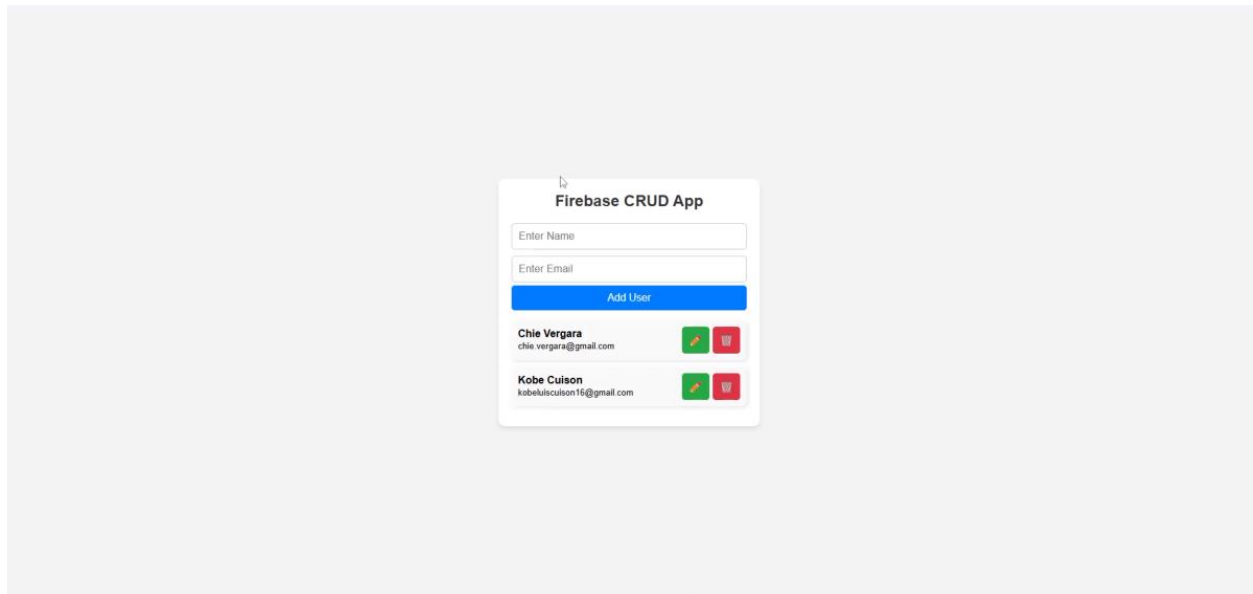 Firebase CRUD App
Enter Name
Enter Email
Add User
Chie Vergara
chie.vergara@gmail.com
Kobe Cuison
kobeluiscuison16@gmail.com